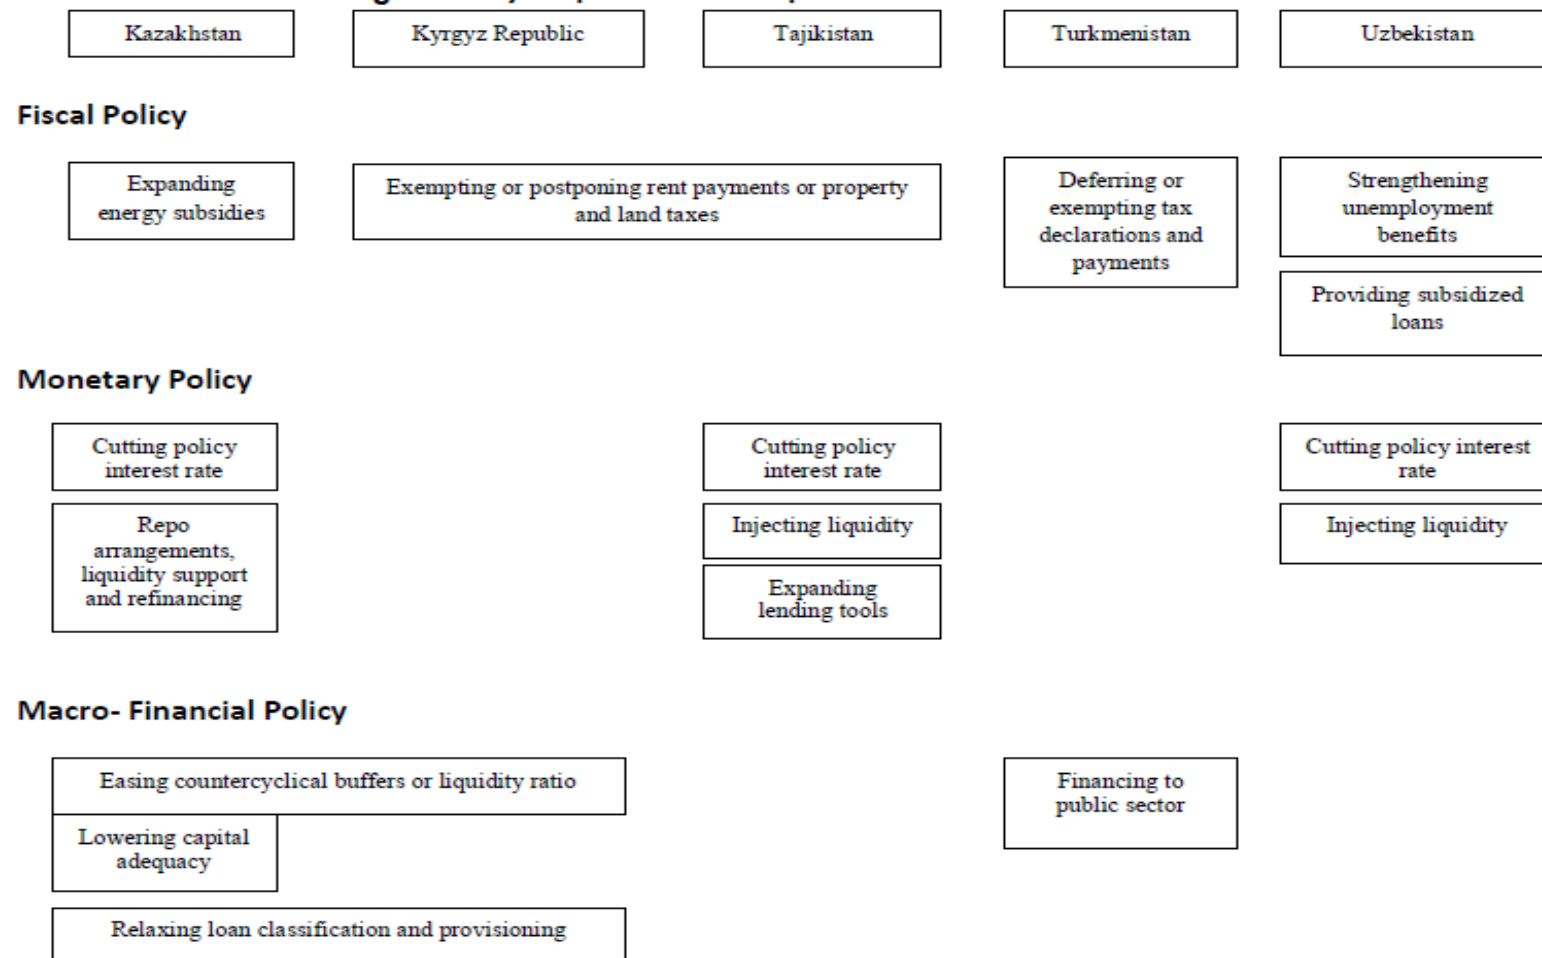 Kazakhstan
Kyrgyz Republic
Tajikistan
Turkmenistan
Uzbekistan
Fiscal Policy
Expanding
energy subsidies
Exempting or postponing rent payments or property
and land taxes
Deferring or
exempting tax
declarations and
payments
Strengthening
unemployment
benefits
Providing subsidized
loans
Monetary Policy
Cutting policy
interest rate
Repo
arrangements,
liquidity support
and refinancing
Cutting policy
interest rate
Injecting liquidity
Expanding
lending tools
Cutting policy interest
rate
Injecting liquidity
Macro- Financial Policy
Easing countercyclical buffers or liquidity ratio
Lowering capital
adequacy
Relaxing loan classification and provisioning
Financing to
public sector